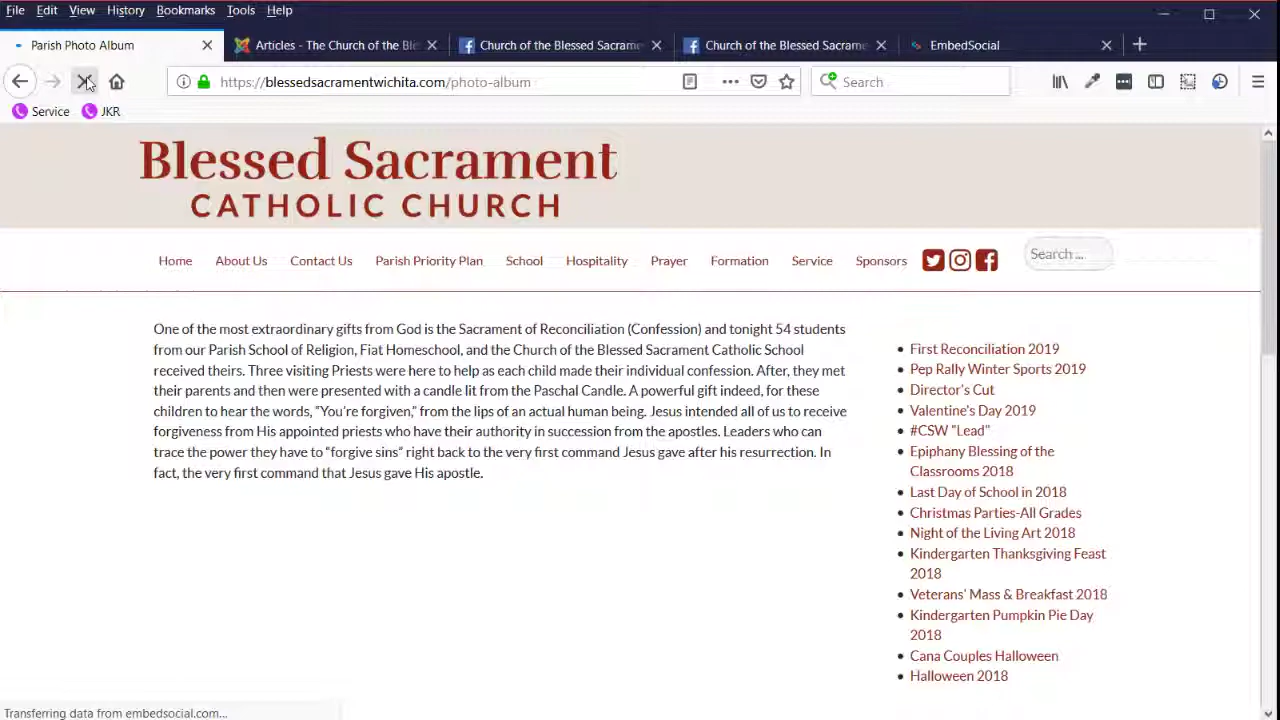 File Edit View History Bookmarks Tools Help
Parish Photo Album
Articles - The Church of the Ble
Church of the Blessed Sacrame
Church of the Blessed Sacrame
EmbedSocial
https://blessedsacramentwichita.com/photo-album
Search
Service JKR
Blessed Sacrament
CATHOLIC CHURCH
Home About Us Contact Us Parish Priority Plan School Hospitality Prayer Formation Service Sponsors
Search ...
One of the most extraordinary gifts from God is the Sacrament of Reconciliation (Confession) and tonight 54 students
from our Parish School of Religion, Fiat Homeschool, and the Church of the Blessed Sacrament Catholic School
received theirs. Three visiting Priests were here to help as each child made their individual confession. After, they met
their parents and then were presented with a candle lit from the Paschal Candle. A powerful gift indeed, for these
children to hear the words, "You're forgiven," from the lips of an actual human being. Jesus intended all of us to receive
forgiveness from His appointed priests who have their authority in succession from the apostles. Leaders who can
trace the power they have to "forgive sins" right back to the very first command Jesus gave after his resurrection. In
fact, the very first command that Jesus gave His apostle.
First Reconciliation 2019
Pep Rally Winter Sports 2019
Director's Cut
Valentine's Day 2019
#CSW "Lead"
Epiphany Blessing of the
Classrooms 2018
Last Day of School in 2018
Christmas Parties-All Grades
Night of the Living Art 2018
Kindergarten Thanksgiving Feast
2018
Veterans' Mass & Breakfast 2018
Kindergarten Pumpkin Pie Day
2018
Cana Couples Halloween
Halloween 2018
Transferring data from embedsocial.com...